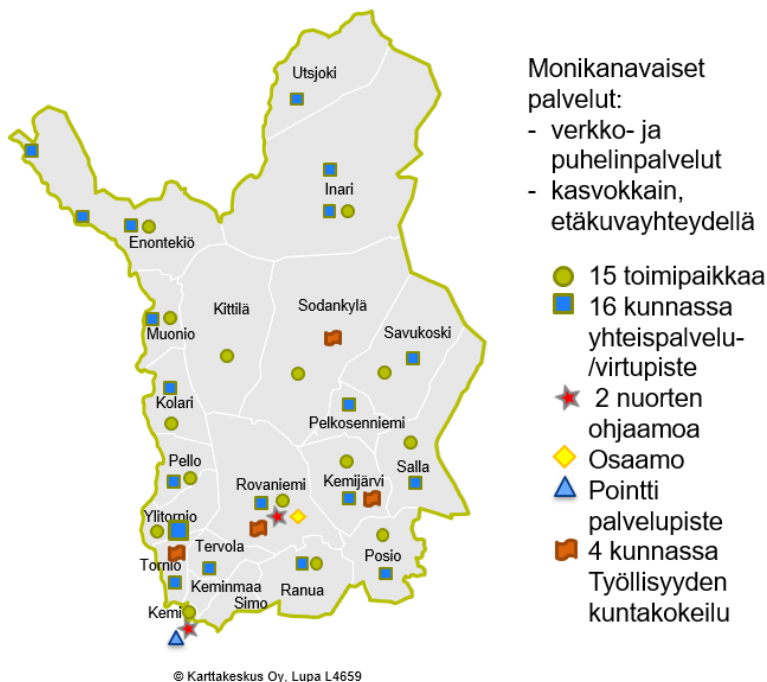 Utsjoki
Inari
Enontekiö
Kittilä
Sodankylä
Savukoski
Muonio
Kolari
Pelkosenniemi
Pello
Rovaniemi
Kemijärvi
Salla
Ylitornio
Tervola
Posio
Tornio
Keminmaa
Ranua
Simo
Kemi
© Karttakeskus Oy, Lupa L4659
Monikanavaiset
palvelut:
- verkko- ja
puhelinpalvelut
- kasvokkain,
etäkuvayhteydellä
15 toimipaikkaa
16 kunnassa
yhteispalvelu-
/virtupiste
2 nuorten
ohjaamoa
Osaamo
Pointti
palvelupiste
4 kunnassa
Työllisyyden
kuntakokeilu